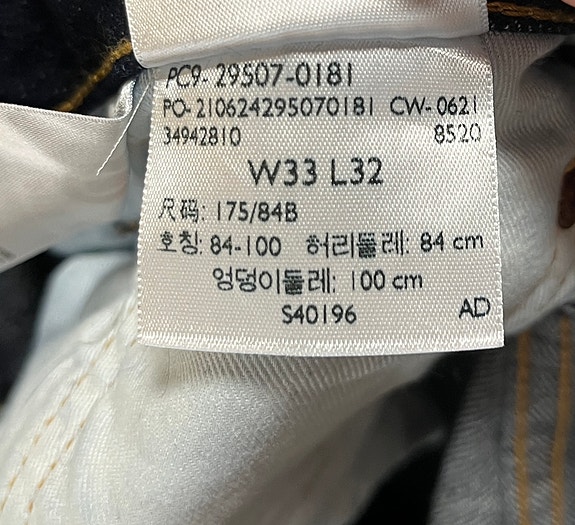 PC9-29507-0181
PO-210624295070181 CW-0621
34942810 8520
W33 L32
尺码: 175/84B
호칭: 84-100 허리둘레: 84 cm
엉덩이둘레: 100 cm
S40196 AD